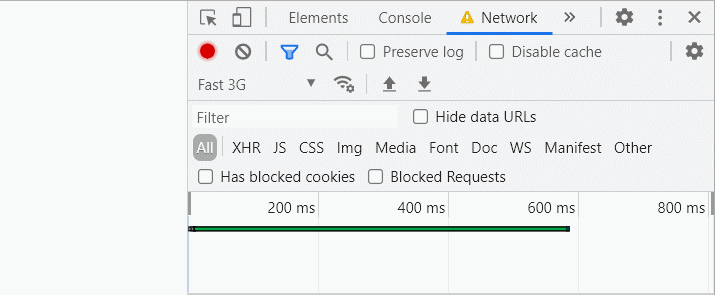 Elements Console Network
Preserve log Disable cache
Fast 3G
Filter Hide data URLs
All XHR JS CSS Img Media Font Doc WS Manifest Other
Has blocked cookies Blocked Requests
200 ms 400 ms 600 ms 800 ms